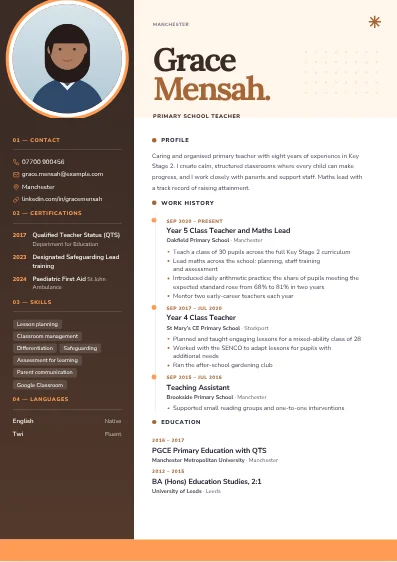 MANCHESTER
Grace
Mensah.
PRIMARY SCHOOL TEACHER
01 — CONTACT
07700 900456
grace.mensah@example.com
Manchester
linkedin.com/in/gracemensah
02 — CERTIFICATIONS
2017 Qualified Teacher Status (QTS)
Department for Education
2023 Designated Safeguarding Lead
training
2024 Paediatric First Aid St John
Ambulance
03 — SKILLS
Lesson planning
Classroom management
Differentiation Safeguarding
Assessment for learning
Parent communication
Google Classroom
04 — LANGUAGES
English Native
Twi Fluent
PROFILE
Caring and organised primary teacher with eight years of experience in Key
Stage 2. I create calm, structured classrooms where every child can make
progress, and I work closely with parents and support staff. Maths lead with
a track record of raising attainment.
WORK HISTORY
SEP 2020 – PRESENT
Year 5 Class Teacher and Maths Lead
Oakfield Primary School · Manchester
• Teach a class of 30 pupils across the full Key Stage 2 curriculum
• Lead maths across the school: planning, staff training
and assessment
• Introduced daily arithmetic practice; the share of pupils meeting the
expected standard rose from 68% to 81% in two years
• Mentor two early-career teachers each year
SEP 2017 – JUL 2020
Year 4 Class Teacher
St Mary's CE Primary School · Stockport
• Planned and taught engaging lessons for a mixed-ability class of 28
• Worked with the SENCO to adapt lessons for pupils with
additional needs
• Ran the after-school gardening club
SEP 2015 – JUL 2016
Teaching Assistant
Brookside Primary School · Manchester
• Supported small reading groups and one-to-one interventions
EDUCATION
2016 – 2017
PGCE Primary Education with QTS
Manchester Metropolitan University · Manchester
2012 – 2015
BA (Hons) Education Studies, 2:1
University of Leeds · Leeds